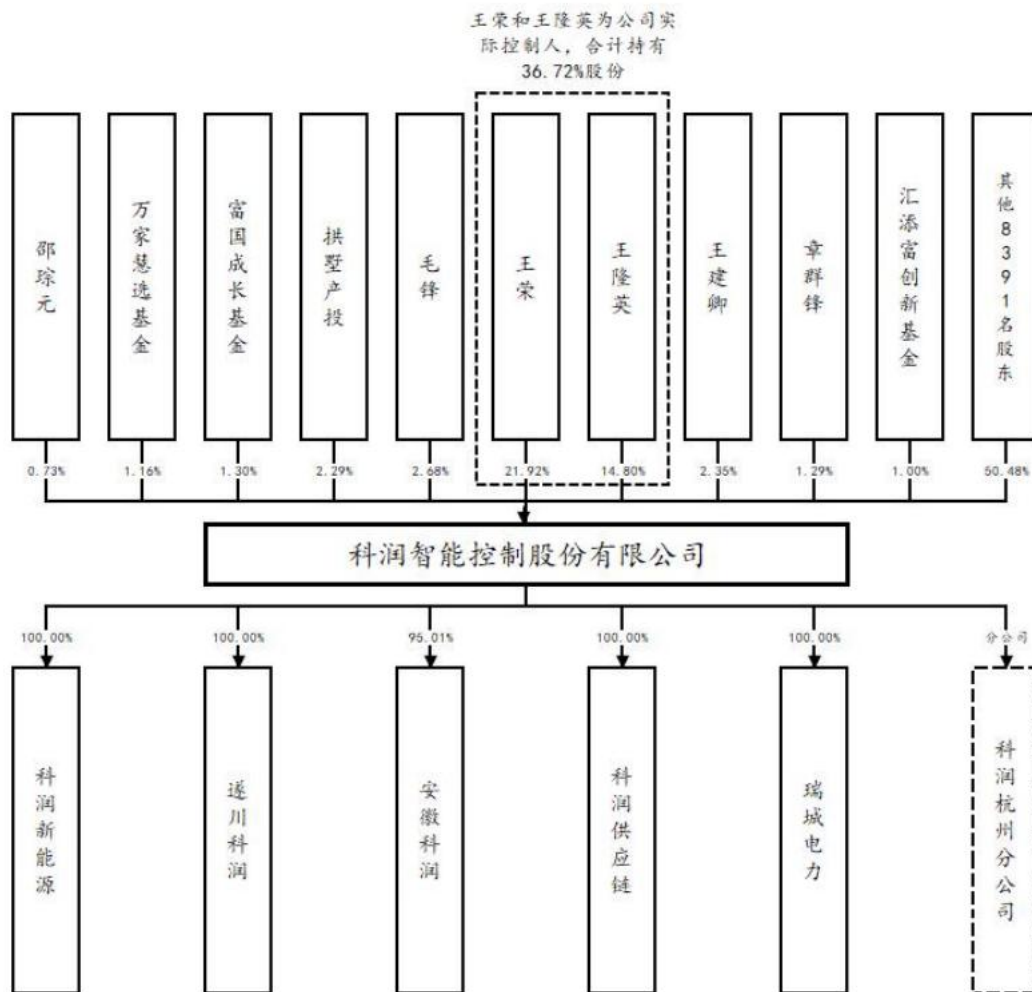 王荣和王隆英为公司实
际控制人，合计持有
36.72%股份
邵琮元
万家慧选基金
富国成长基金
拱墅产投
毛锋
王荣
王隆英
王建卿
章群锋
汇添富创新基金
其他8391名股东
0.73%
1.16%
1.30%
2.29%
2.68%
21.92%
14.80%
2.35%
1.29%
1.00%
50.48%
科润智能控制股份有限公司
100.00%
100.00%
95.01%
100.00%
100.00%
分公司
科润新能源
遂川科润
安徽科润
科润供应链
瑞城电力
科润杭州分公司